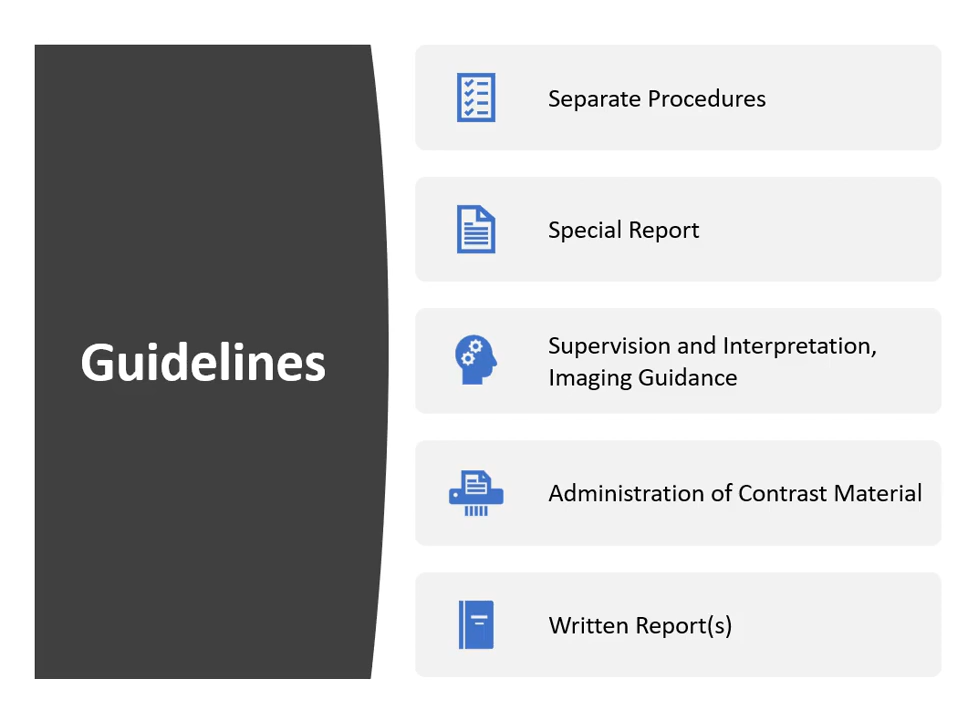 Guidelines
Separate Procedures
Special Report
Supervision and Interpretation,
Imaging Guidance
Administration of Contrast Material
Written Report(s)